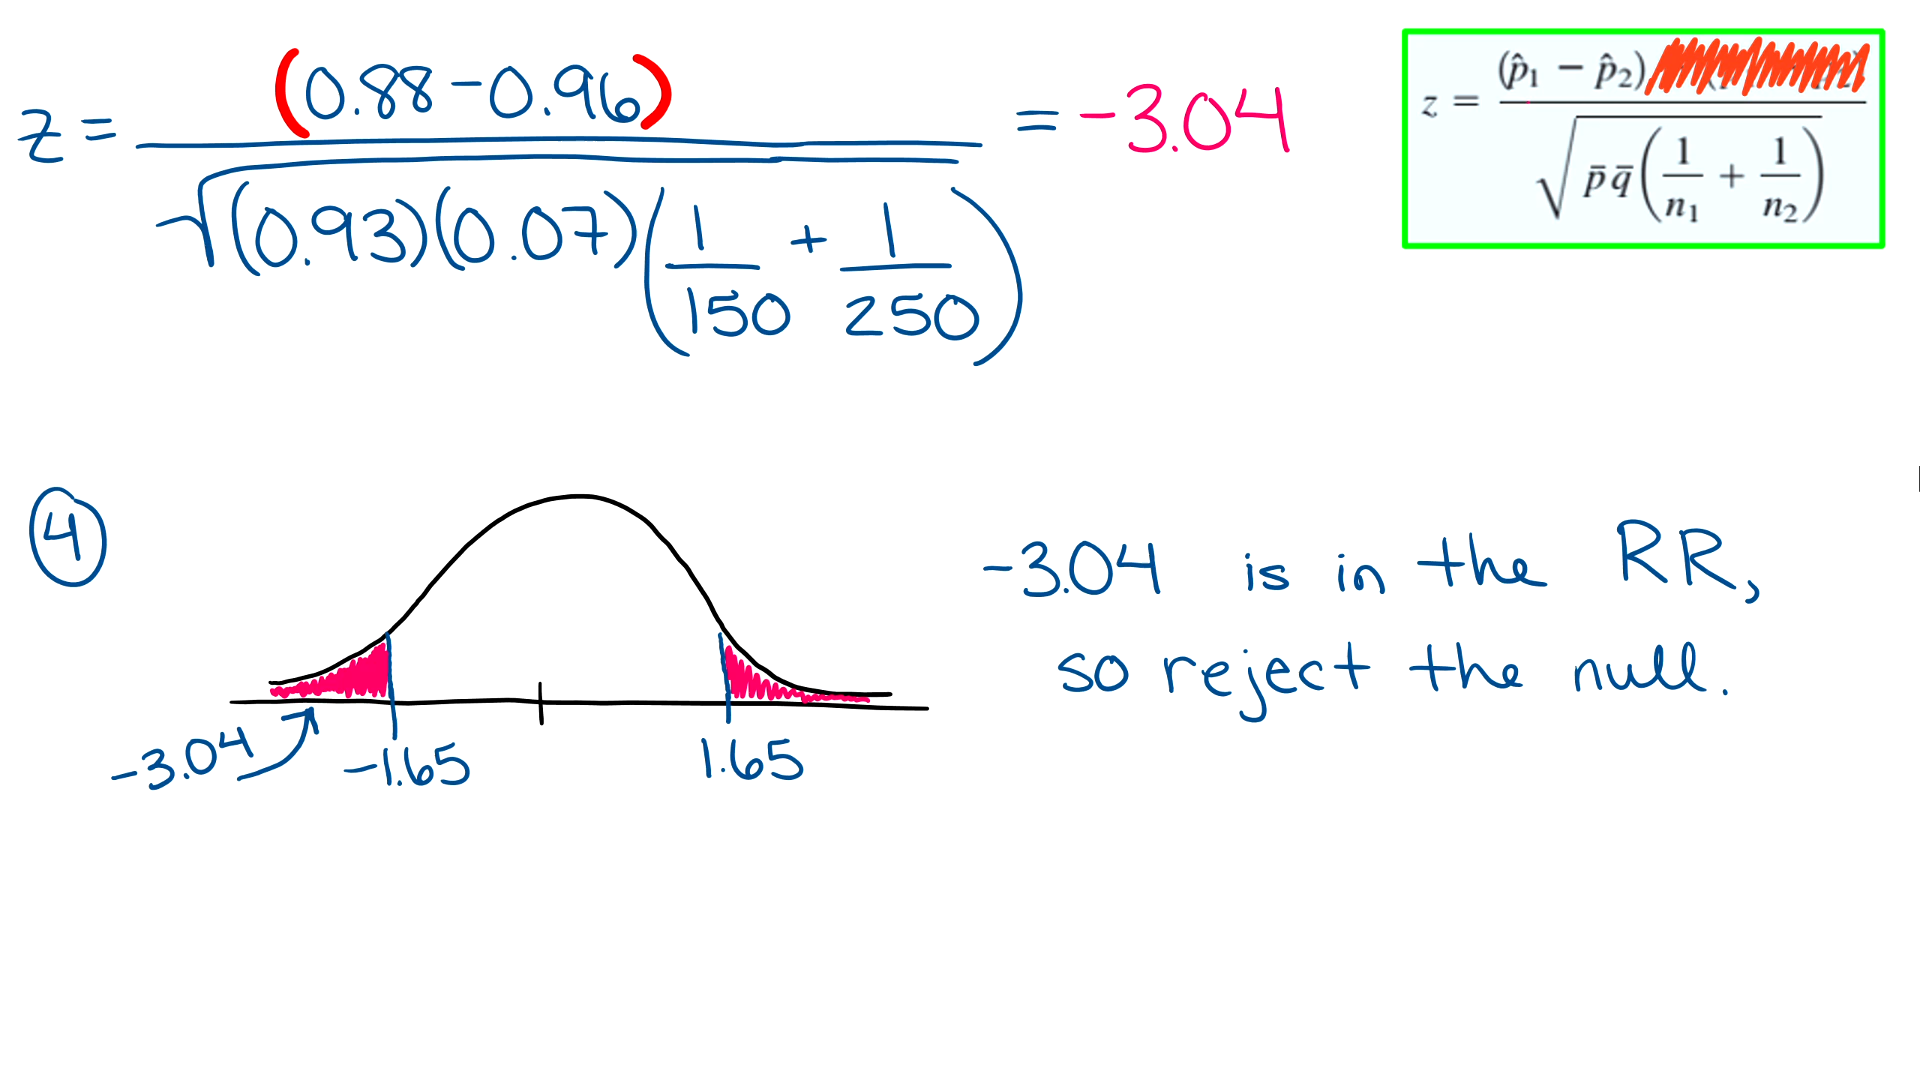 z = (0.88 - 0.96) / √((0.93)(0.07)(1/150 + 1/250)) = -3.04
z = (p̂₁ − p̂₂) / √(p̄ q̄ (1/n₁ + 1/n₂))
4
-3.04 is in the RR,
so reject the null.
-3.04 -1.65 1.65